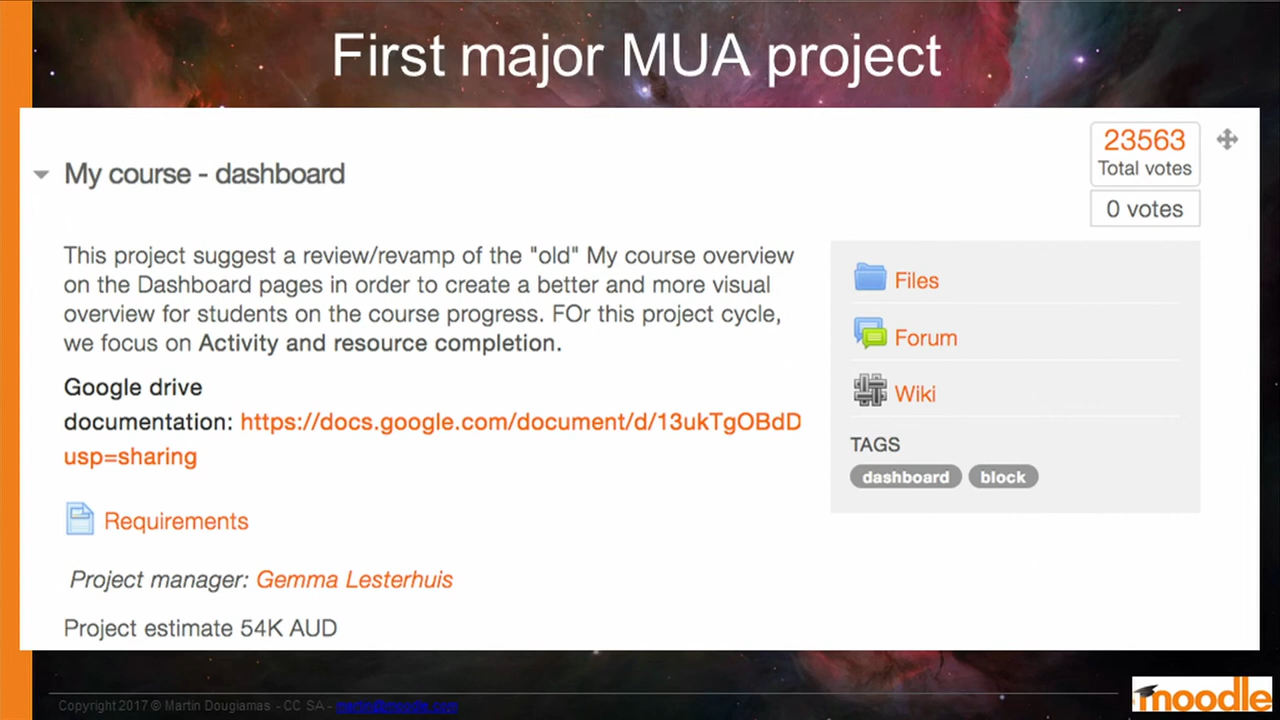 First major MUA project
23563
Total votes
0 votes
My course - dashboard
This project suggest a review/revamp of the "old" My course overview
on the Dashboard pages in order to create a better and more visual
overview for students on the course progress. FOr this project cycle,
we focus on Activity and resource completion.
Google drive
documentation: https://docs.google.com/document/d/13ukTgOBdD
usp=sharing
Requirements
Project manager: Gemma Lesterhuis
Project estimate 54K AUD
Files
Forum
Wiki
TAGS
dashboard block
Copyright 2017 © Martin Dougiamas - CC SA - martin@moodle.com
moodle